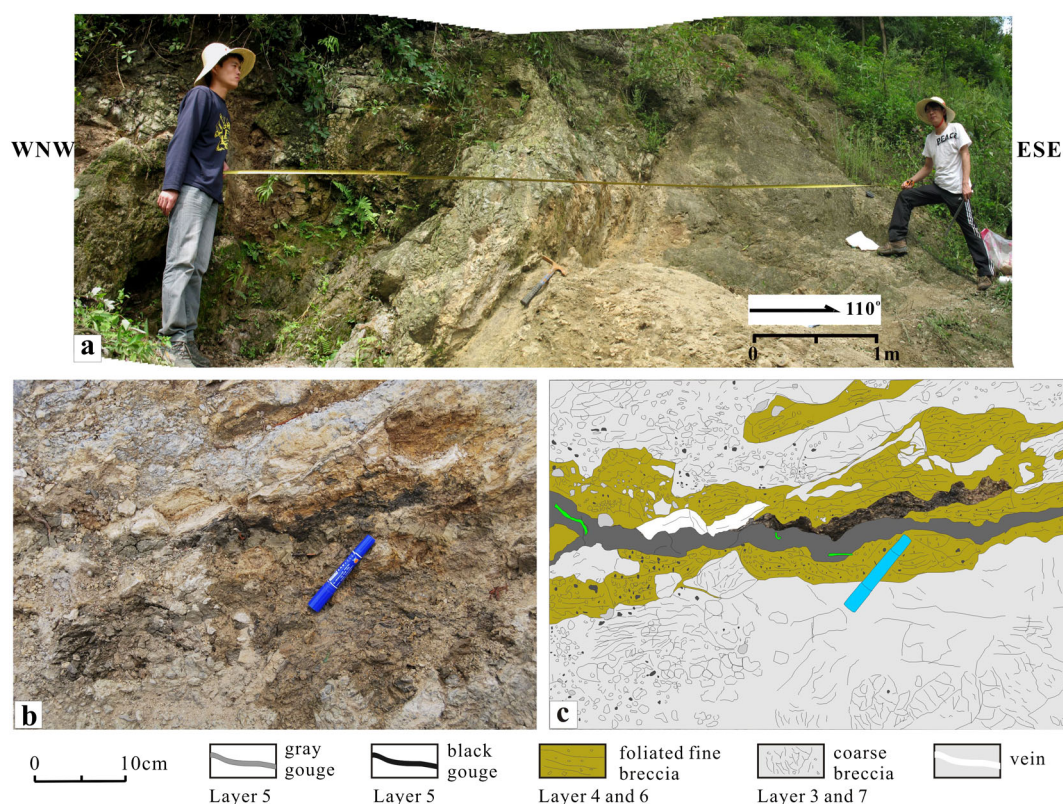 WNW
ESE
REACH
110°
0 1m
a
b
c
0 10cm
gray gouge
Layer 5
black gouge
Layer 5
foliated fine breccia
Layer 4 and 6
coarse breccia
Layer 3 and 7
vein